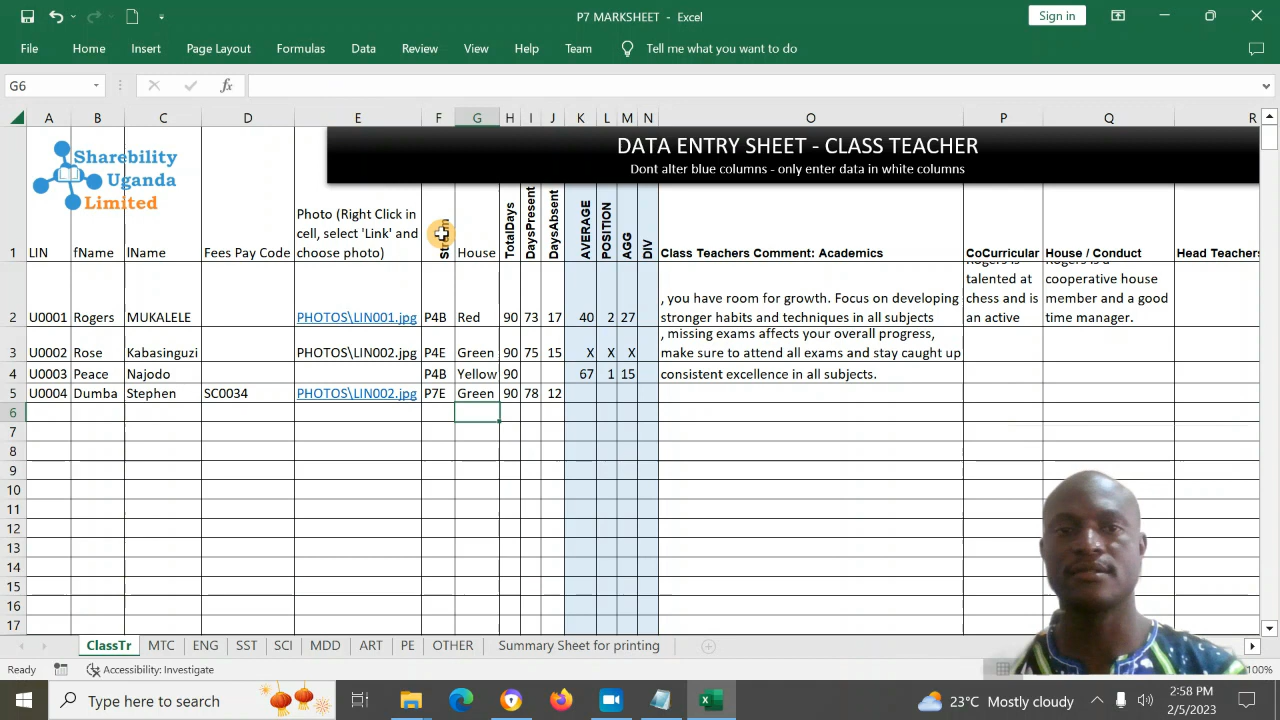 P7 MARKSHEET - Excel
Sign in
File Home Insert Page Layout Formulas Data Review View Help Team Tell me what you want to do
G6 fx
A B C D E F G H I J K L M N O P Q R
Sharebility
Uganda
Limited
DATA ENTRY SHEET - CLASS TEACHER
Dont alter blue columns - only enter data in white columns
1 LIN fName lName Fees Pay Code
Photo (Right Click in
cell, select 'Link' and
choose photo)
House TotalDays DaysPresent DaysAbsent AVERAGE POSITION AGG DIV Class Teachers Comment: Academics CoCurricular House / Conduct Head Teachers
2 U0001 Rogers MUKALELE PHOTOS\LIN001.jpg P4B Red 90 73 17 40 2 27
, you have room for growth. Focus on developing
stronger habits and techniques in all subjects
talented at
chess and is
an active
cooperative house
member and a good
time manager.
3 U0002 Rose Kabasinguzi PHOTOS\LIN002.jpg P4E Green 90 75 15 X X X
, missing exams affects your overall progress,
make sure to attend all exams and stay caught up
4 U0003 Peace Najodo P4B Yellow 90 67 1 15 consistent excellence in all subjects.
5 U0004 Dumba Stephen SC0034 PHOTOS\LIN002.jpg P7E Green 90 78 12
6
7
8
9
10
11
12
13
14
15
16
17
ClassTr MTC ENG SST SCI MDD ART PE OTHER Summary Sheet for printing
Ready Accessibility: Investigate 100%
Type here to search
23°C Mostly cloudy
2:58 PM
2/5/2023